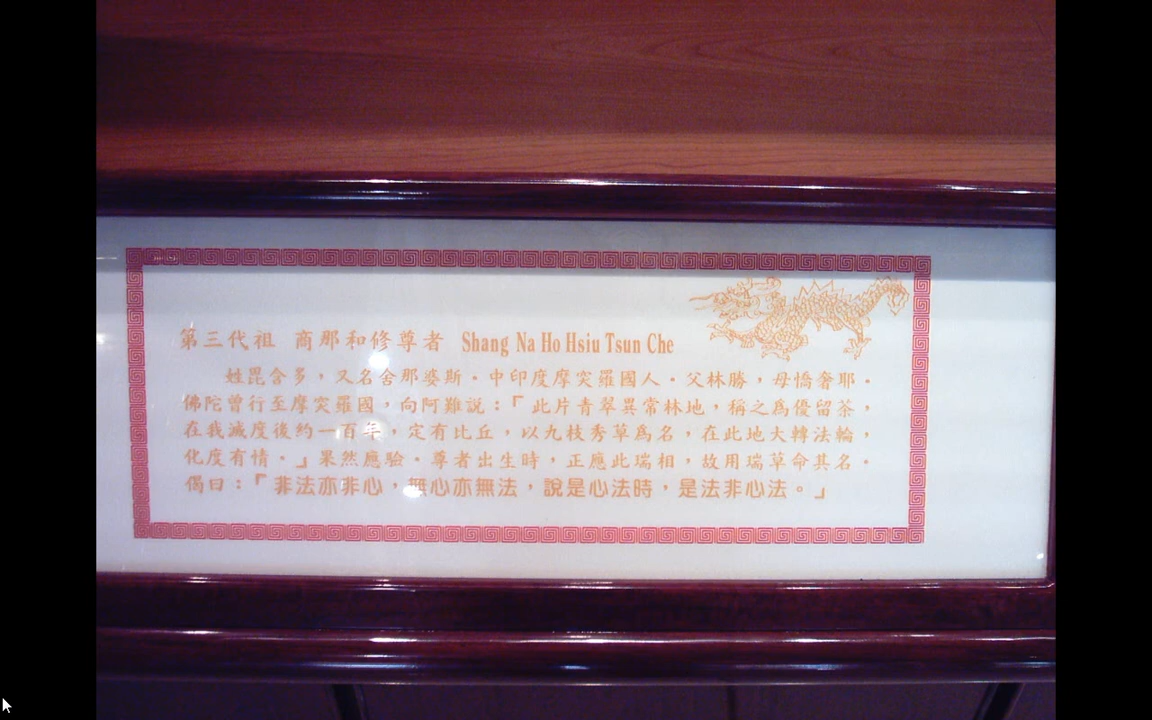 第三代祖 商那和修尊者 Shang Na Ho Hsiu Tsun Che
姓毘舍多，又名舍那婆斯。中印度摩突羅國人。父林勝，母憍奢耶。
佛陀曾行至摩突羅國，向阿難說：「此片青翠異常林地，稱之爲優留荼，
在我滅度後約一百年，定有比丘，以九枝秀草爲名，在此地大轉法輪，
化度有情。」果然應验。尊者出生時，正應此瑞相，故用瑞草命其名。
偈曰：「非法亦非心，無心亦無法，說是心法時，是法非心法。」